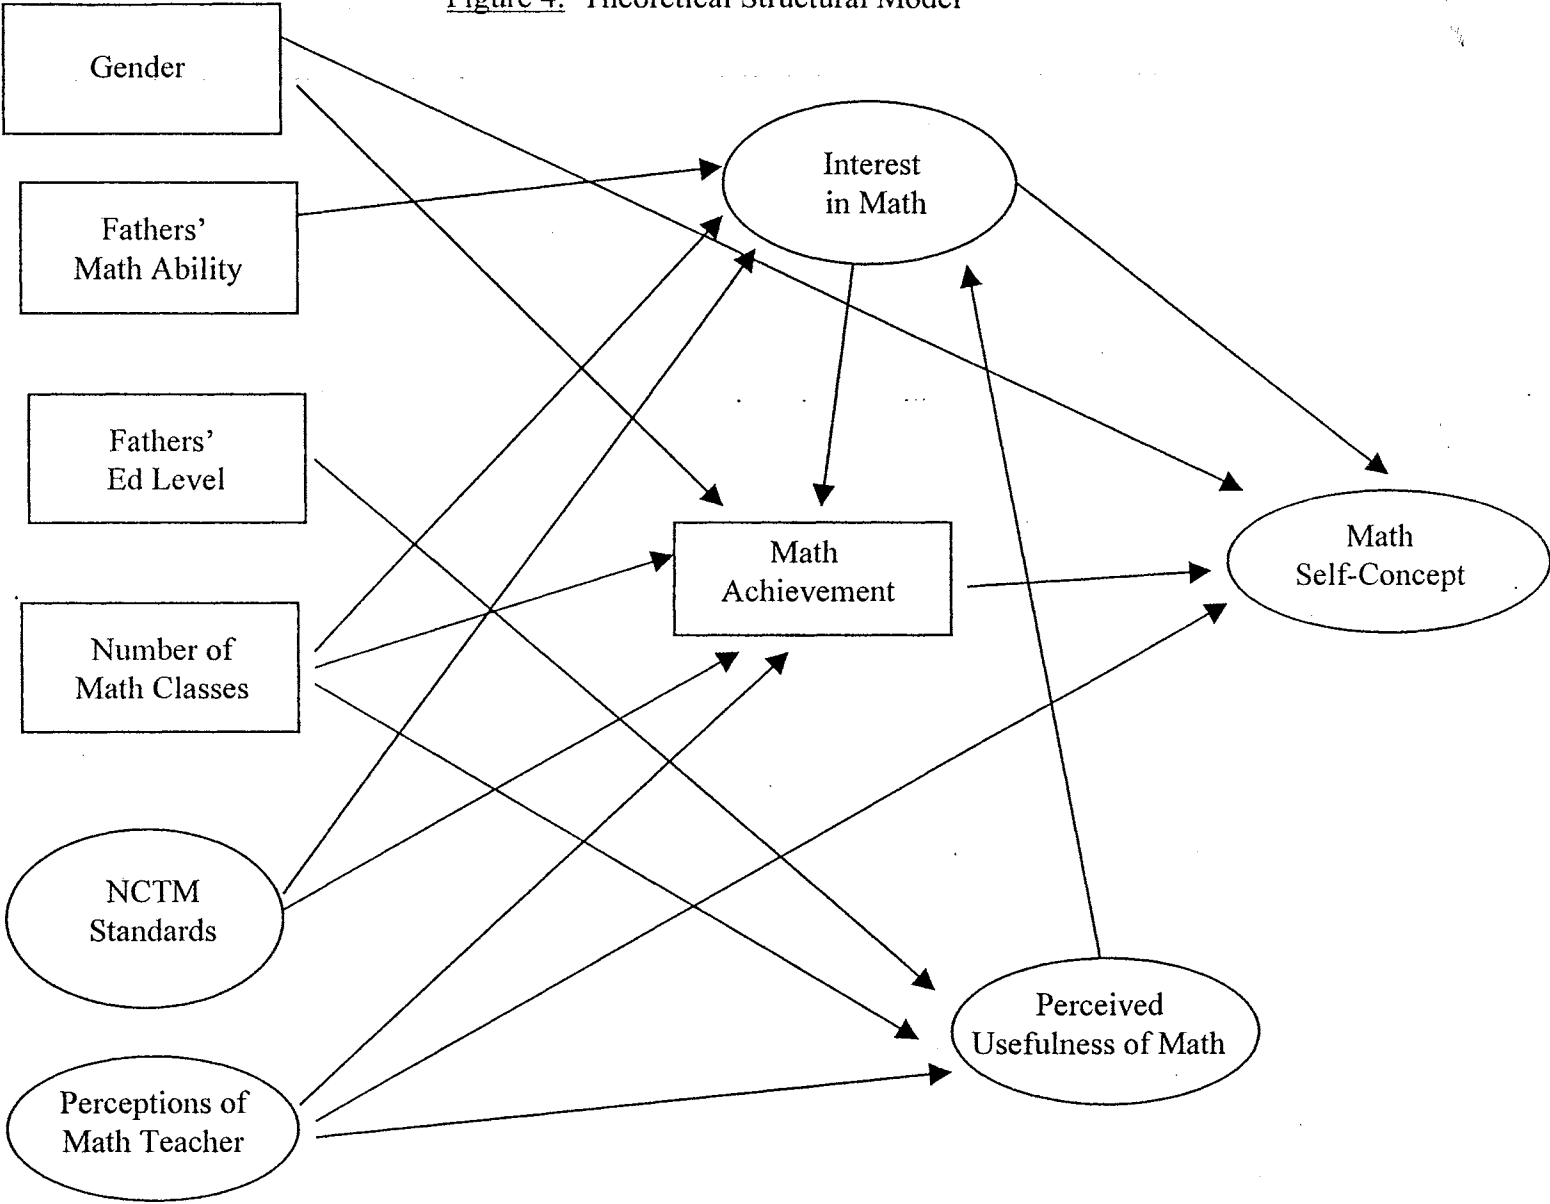 Figure 4. Theoretical Structural Model
Gender
Interest
in Math
Fathers’
Math Ability
Fathers’
Ed Level
Math
Achievement
Math
Self-Concept
Number of
Math Classes
NCTM
Standards
Perceived
Usefulness of Math
Perceptions of
Math Teacher